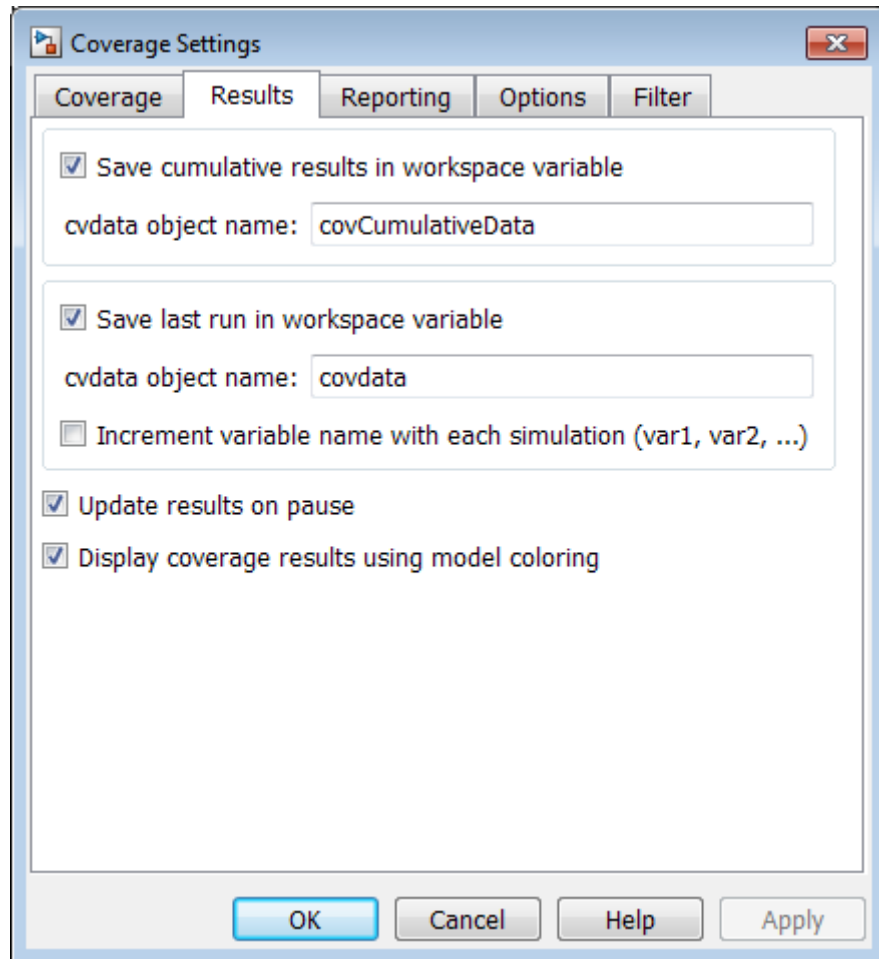 Coverage Settings
Coverage Results Reporting Options Filter
Save cumulative results in workspace variable
cvdata object name: covCumulativeData
Save last run in workspace variable
cvdata object name: covdata
Increment variable name with each simulation (var1, var2, ...)
Update results on pause
Display coverage results using model coloring
OK Cancel Help Apply